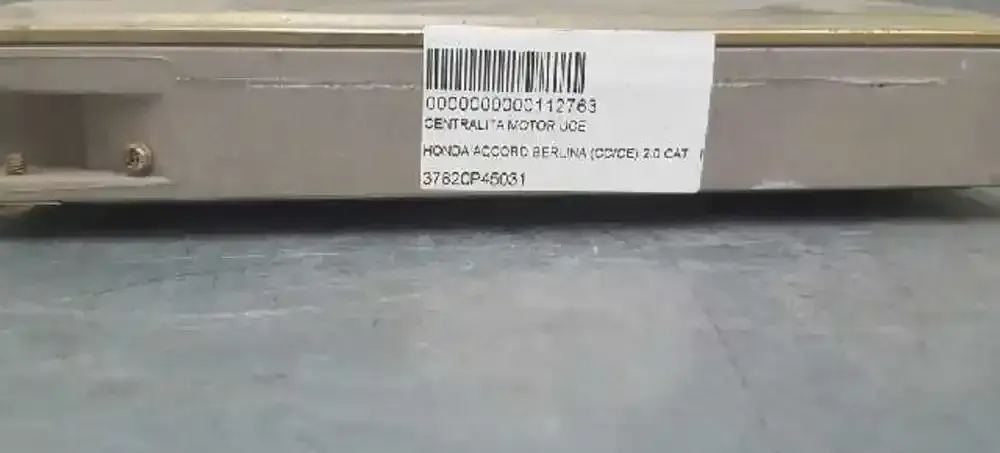 0000000000112763
CENTRALITA MOTOR UCE
HONDA ACCORD BERLINA (CC/CE) 2.0 CAT (
37820P45031